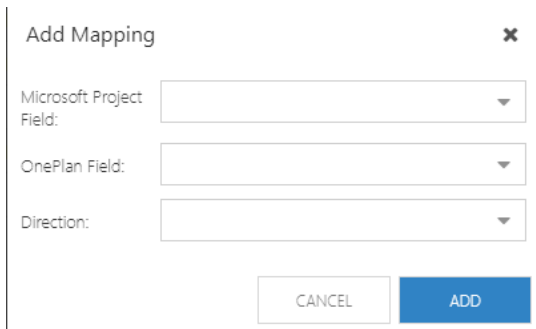 Add Mapping
Microsoft Project
Field:
OnePlan Field:
Direction:
CANCEL
ADD